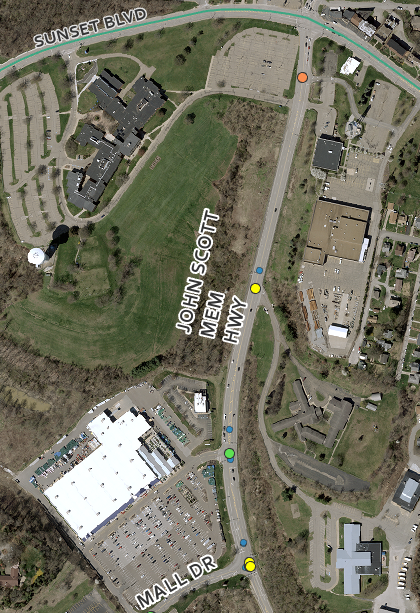 SUNSET BLVD
JOHN SCOTT
MEM
HWY
MALL DR